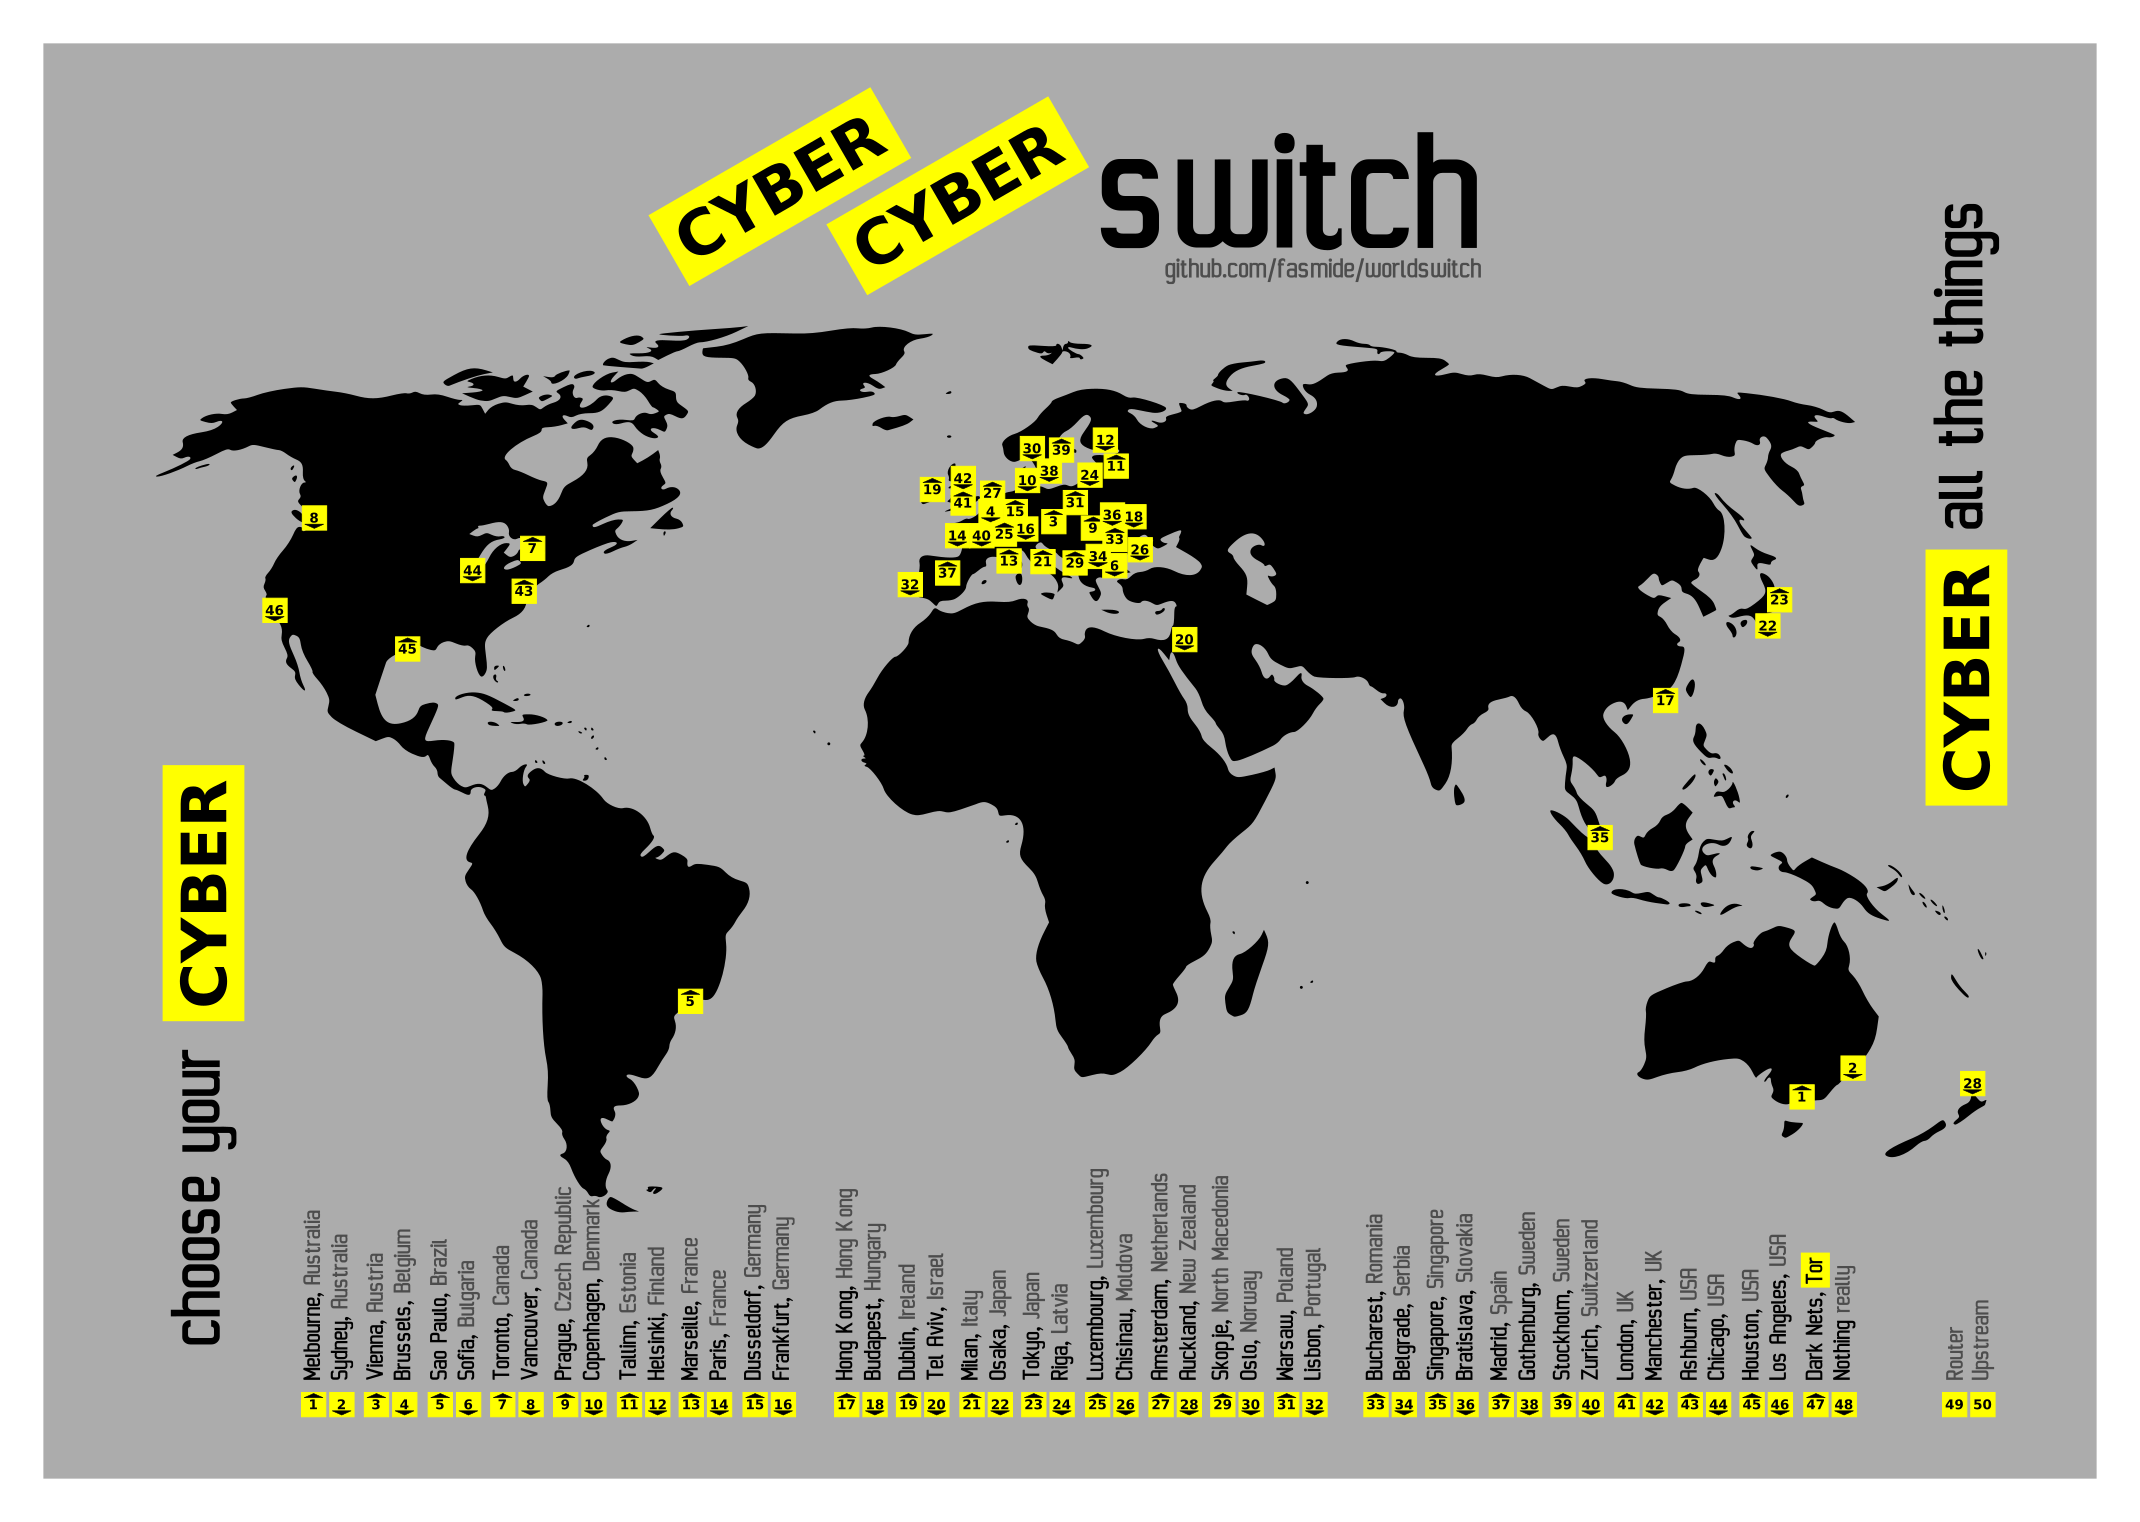 CYBER
CYBER
switch
github.com/fasmide/worldswitch
choose your CYBER
all the things CYBER
30
39
12
11
42
19
10
38
24
27
41
31
4
15
3
36
18
9
14
40
25
16
33
26
13
21
29
34
6
37
32
8
7
44
43
46
45
20
23
22
17
35
5
2
1
28
1 Melbourne, Australia
2 Sydney, Australia
3 Vienna, Austria
4 Brussels, Belgium
5 Sao Paulo, Brazil
6 Sofia, Bulgaria
7 Toronto, Canada
8 Vancouver, Canada
9 Prague, Czech Republic
10 Copenhagen, Denmark
11 Tallinn, Estonia
12 Helsinki, Finland
13 Marseille, France
14 Paris, France
15 Dusseldorf, Germany
16 Frankfurt, Germany
17 Hong Kong, Hong Kong
18 Budapest, Hungary
19 Dublin, Ireland
20 Tel Aviv, Israel
21 Milan, Italy
22 Osaka, Japan
23 Tokyo, Japan
24 Riga, Latvia
25 Luxembourg, Luxembourg
26 Chisinau, Moldova
27 Amsterdam, Netherlands
28 Auckland, New Zealand
29 Skopje, North Macedonia
30 Oslo, Norway
31 Warsaw, Poland
32 Lisbon, Portugal
33 Bucharest, Romania
34 Belgrade, Serbia
35 Singapore, Singapore
36 Bratislava, Slovakia
37 Madrid, Spain
38 Gothenburg, Sweden
39 Stockholm, Sweden
40 Zurich, Switzerland
41 London, UK
42 Manchester, UK
43 Ashburn, USA
44 Chicago, USA
45 Houston, USA
46 Los Angeles, USA
47 Dark Nets, Tor
48 Nothing really
49 Router
50 Upstream